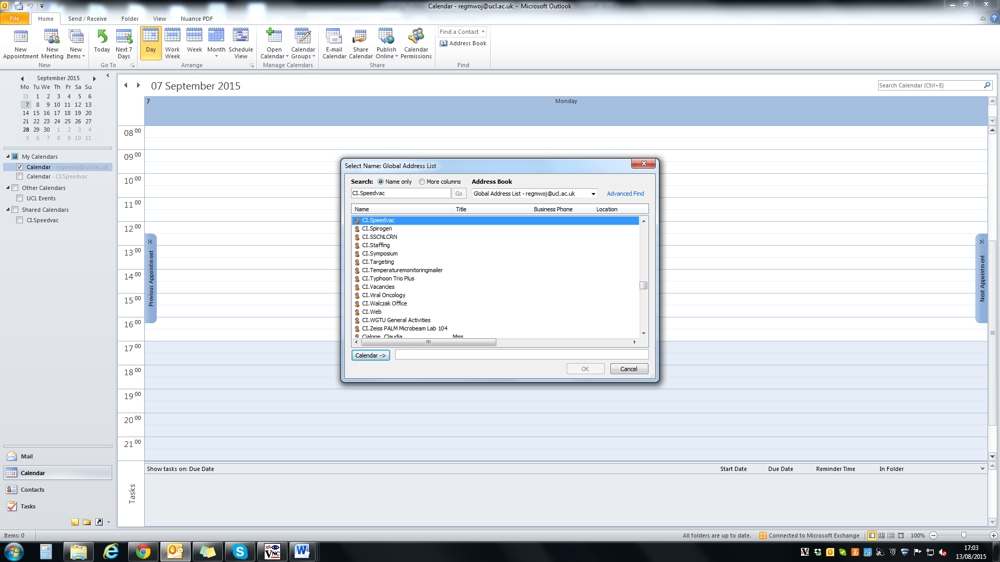 Calendar - regmwoj@ucl.ac.uk - Microsoft Outlook
File Home Send / Receive Folder View Nuance PDF
New Appointment
New Meeting
New Items
Today
Next 7 Days
Day
Work Week
Week
Month
Schedule View
Open Calendar
Calendar Groups
E-mail Calendar
Share Calendar
Publish Online
Calendar Permissions
Find a Contact
Address Book
New
Go To
Arrange
Manage Calendars
Share
Find
September 2015
Mo Tu We Th Fr Sa Su
31 1 2 3 4 5 6
7 8 9 10 11 12 13
14 15 16 17 18 19 20
21 22 23 24 25 26 27
28 29 30 1 2 3 4
5 6 7 8 9 10 11
My Calendars
Calendar - regmwoj@ucl.ac.uk
Calendar - CI.Speedvac
Other Calendars
UCL Events
Shared Calendars
CI.Speedvac
Mail
Calendar
Contacts
Tasks
07 September 2015
Search Calendar (Ctrl+E)
7 Monday
08 00
09 00
10 00
11 00
12 00
13 00
14 00
15 00
16 00
17 00
18 00
19 00
20 00
21 00
Previous Appointment
Next Appointment
Select Name: Global Address List
Search: Name only More columns Address Book
CI.Speedvac Go Global Address List - regmwoj@ucl.ac.uk Advanced Find
Name Title Business Phone Location
CI.Speedvac
CI.Spirogen
CI.SSCNLCRN
CI.Staffing
CI.Symposium
CI.Targeting
CI.Temperaturemonitoringmailer
CI.Typhoon Trio Plus
CI.Vacancies
CI.Viral Oncology
CI.Walczak Office
CI.Web
CI.WGTU General Activities
CI.Zeiss PALM Microbeam Lab 104
Cialone, Claudia Miss
Calendar ->
OK Cancel
Show tasks on: Due Date Start Date Due Date Reminder Time In Folder
Tasks
Items: 0 All folders are up to date. Connected to Microsoft Exchange 100%
VNC
17:03
13/08/2015